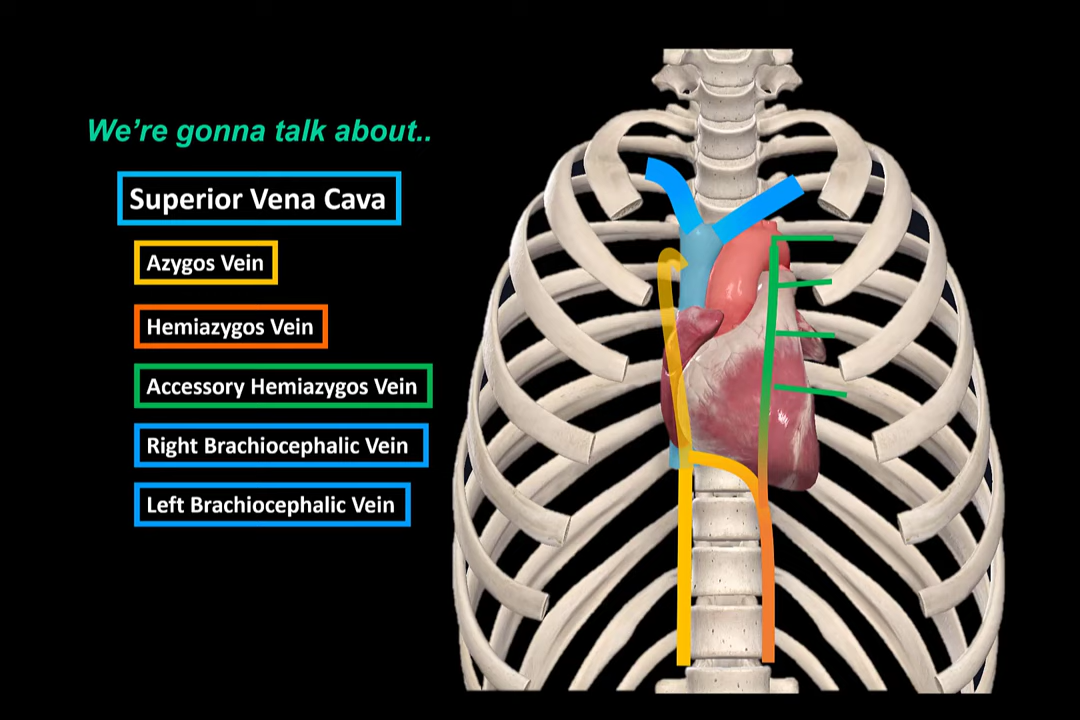 We're gonna talk about..
Superior Vena Cava
Azygos Vein
Hemiazygos Vein
Accessory Hemiazygos Vein
Right Brachiocephalic Vein
Left Brachiocephalic Vein